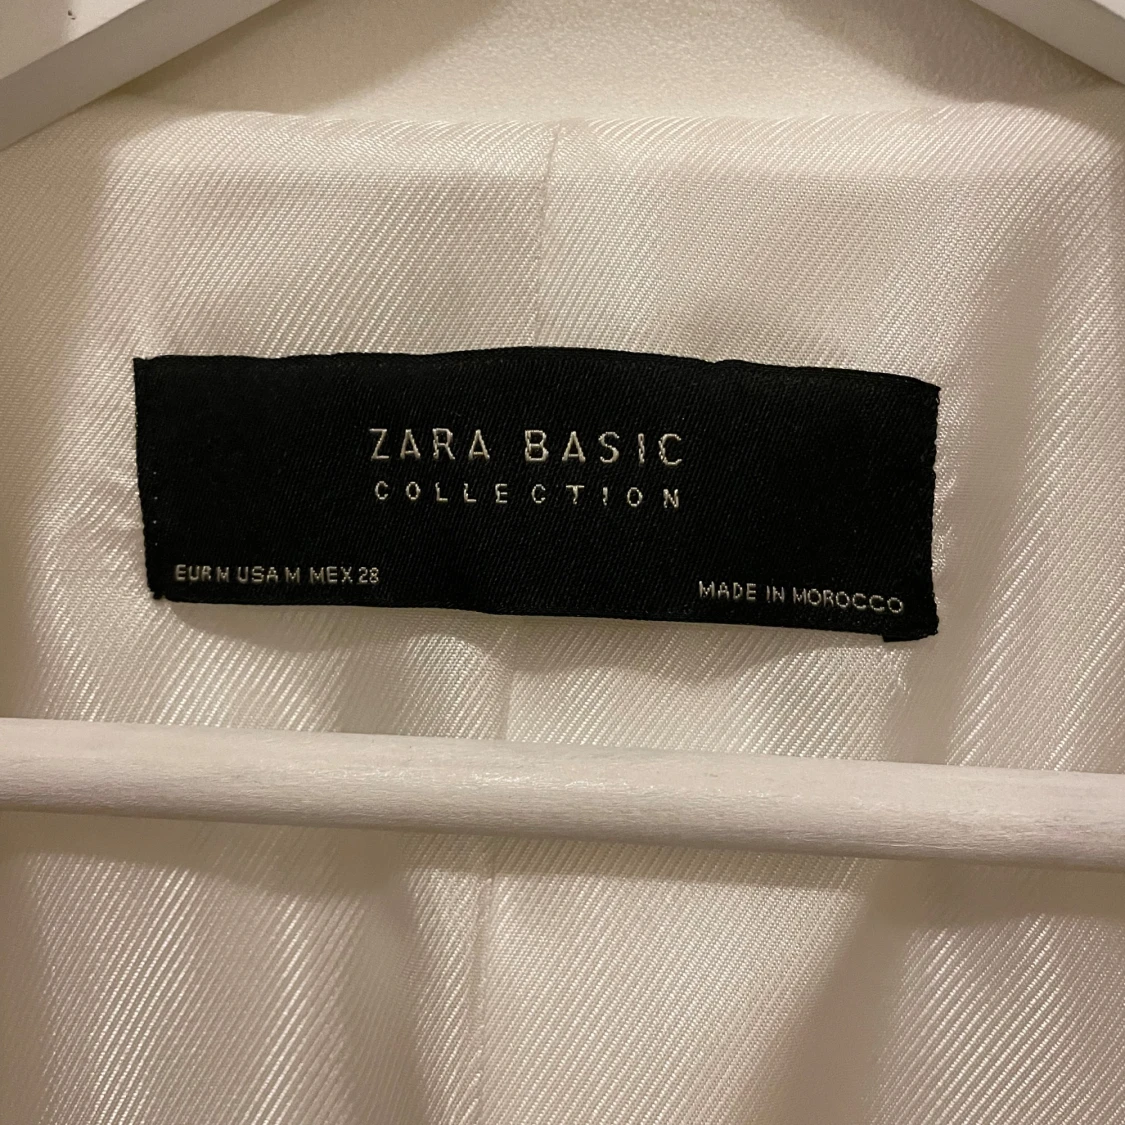 ZARA BASIC
COLLECTION
EUR M USA M MEX 28
MADE IN MOROCCO